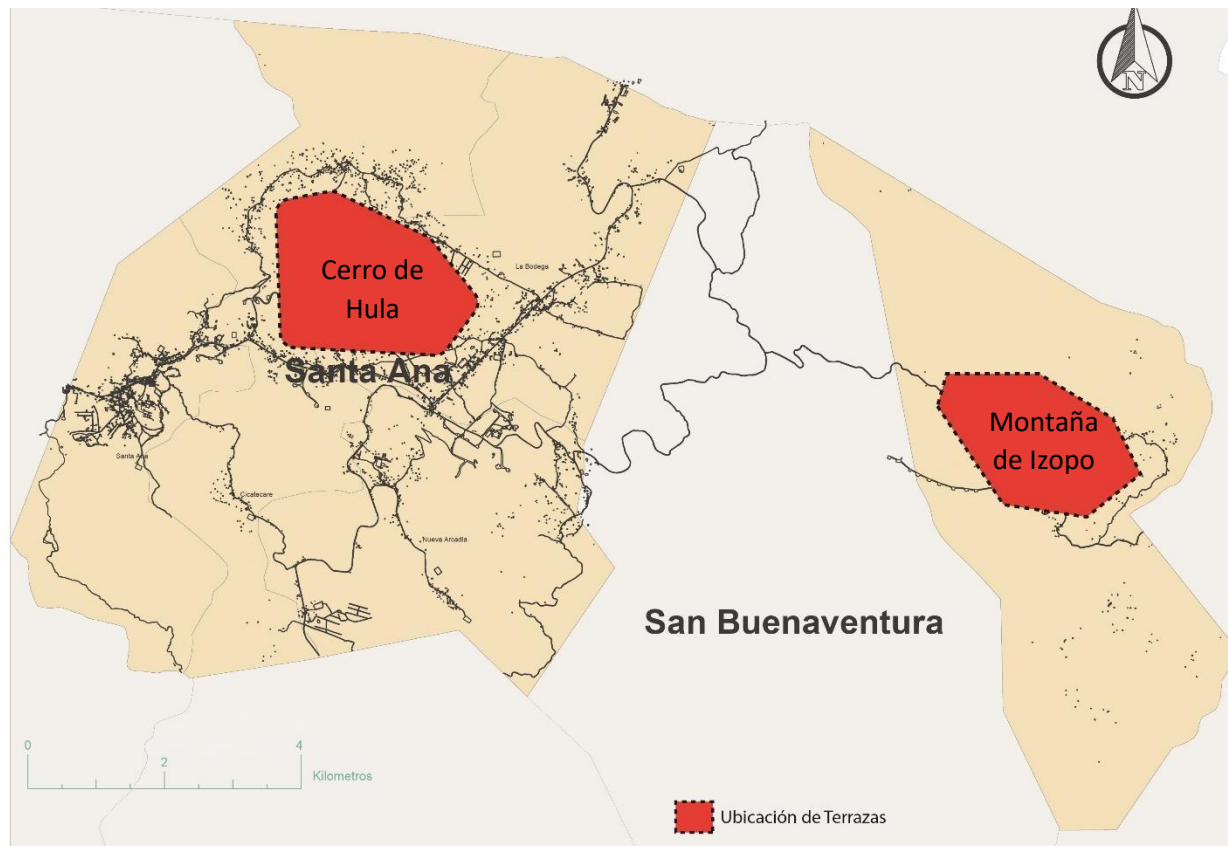 N
La Bodega
Cerro de
Hula
Santa Ana
Montaña
de Izopo
Santa Ana
Cicatacare
Nueva Arcadia
San Buenaventura
0
4
2
Kilometros
Ubicación de Terrazas